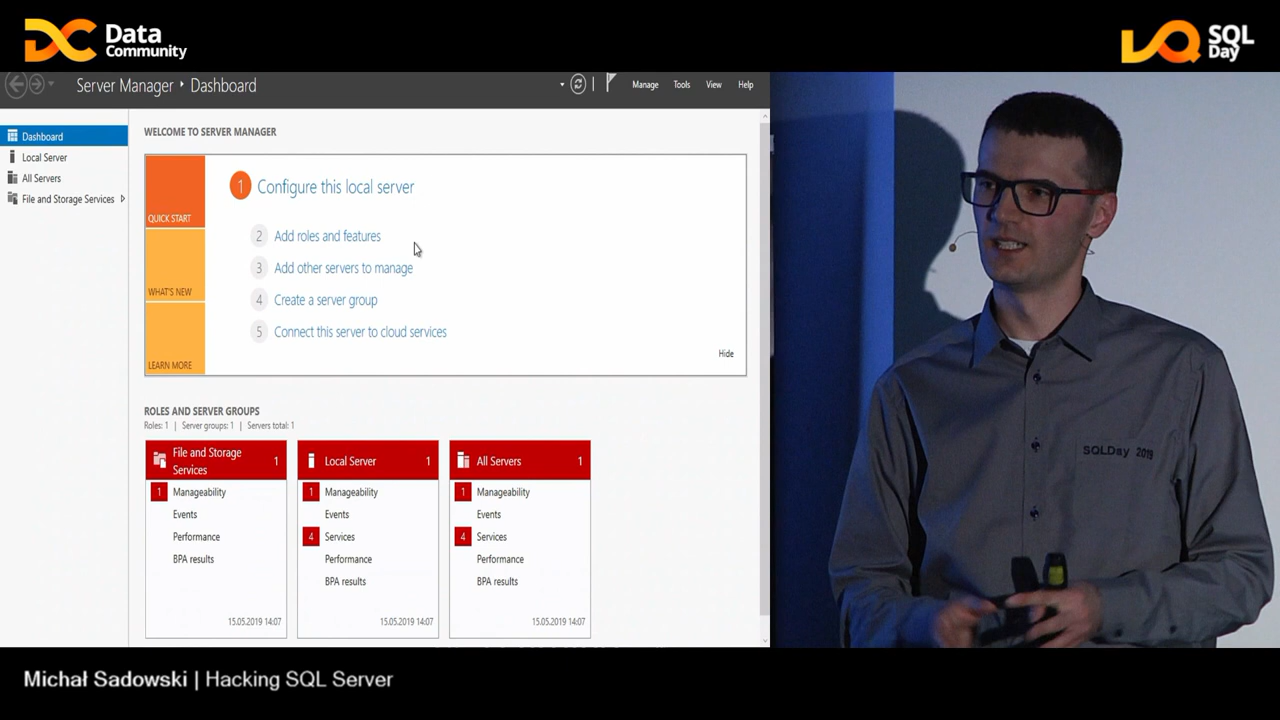 Data
Community
SQL
Day
Server Manager ‣ Dashboard
Manage
Tools
View
Help
Dashboard
Local Server
All Servers
File and Storage Services
WELCOME TO SERVER MANAGER
QUICK START
WHAT'S NEW
LEARN MORE
1 Configure this local server
2 Add roles and features
3 Add other servers to manage
4 Create a server group
5 Connect this server to cloud services
Hide
ROLES AND SERVER GROUPS
Roles: 1 | Server groups: 1 | Servers total: 1
File and Storage
Services 1
1 Manageability
Events
Performance
BPA results
15.05.2019 14:07
Local Server 1
1 Manageability
Events
4 Services
Performance
BPA results
15.05.2019 14:07
All Servers 1
1 Manageability
Events
4 Services
Performance
BPA results
15.05.2019 14:07
SQLDay 2019
Michał Sadowski | Hacking SQL Server